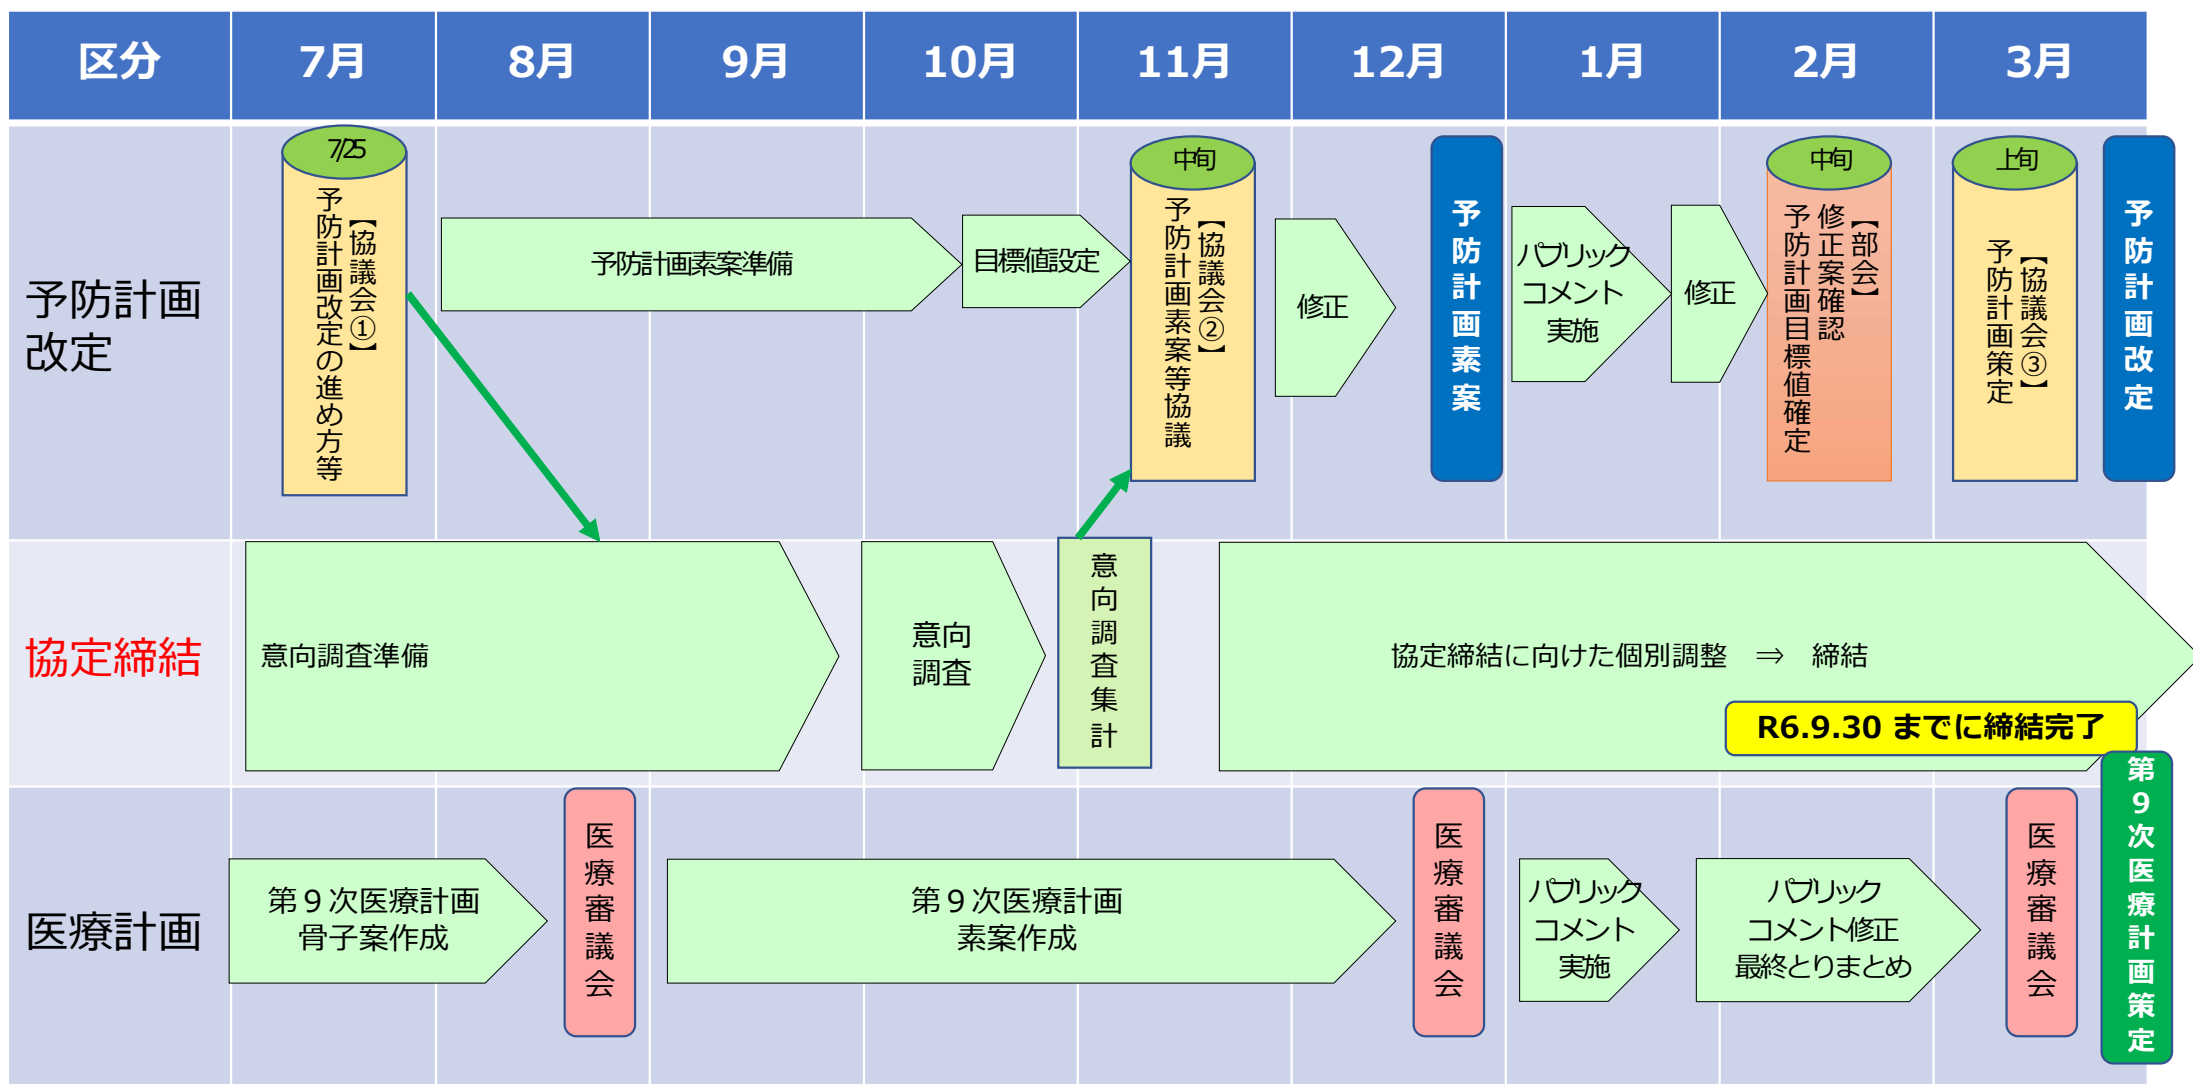 区分
7月
8月
9月
10月
11月
12月
1月
2月
3月
予防計画
改定
7/25
【協議会①】
予防計画改定の進め方等
予防計画素案準備
目標値設定
中旬
【協議会②】
予防計画素案等協議
修正
予防計画素案
パブリック
コメント
実施
修正
中旬
【部会】
修正案確認
予防計画目標値確定
上旬
【協議会③】
予防計画策定
予防計画改定
協定締結
意向調査準備
意向
調査
意向調査集計
協定締結に向けた個別調整 ⇒ 締結
R6.9.30 までに締結完了
医療計画
第９次医療計画
骨子案作成
医療審議会
第９次医療計画
素案作成
医療審議会
パブリック
コメント
実施
パブリック
コメント修正
最終とりまとめ
医療審議会
第９次医療計画策定